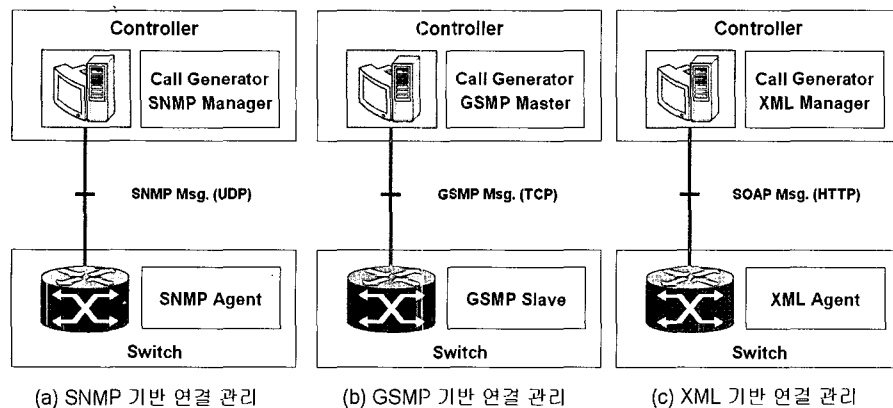 Controller
Call Generator
SNMP Manager
SNMP Msg. (UDP)
SNMP Agent
Switch
(a) SNMP 기반 연결 관리
Controller
Call Generator
GSMP Master
GSMP Msg. (TCP)
GSMP Slave
Switch
(b) GSMP 기반 연결 관리
Controller
Call Generator
XML Manager
SOAP Msg. (HTTP)
XML Agent
Switch
(c) XML 기반 연결 관리